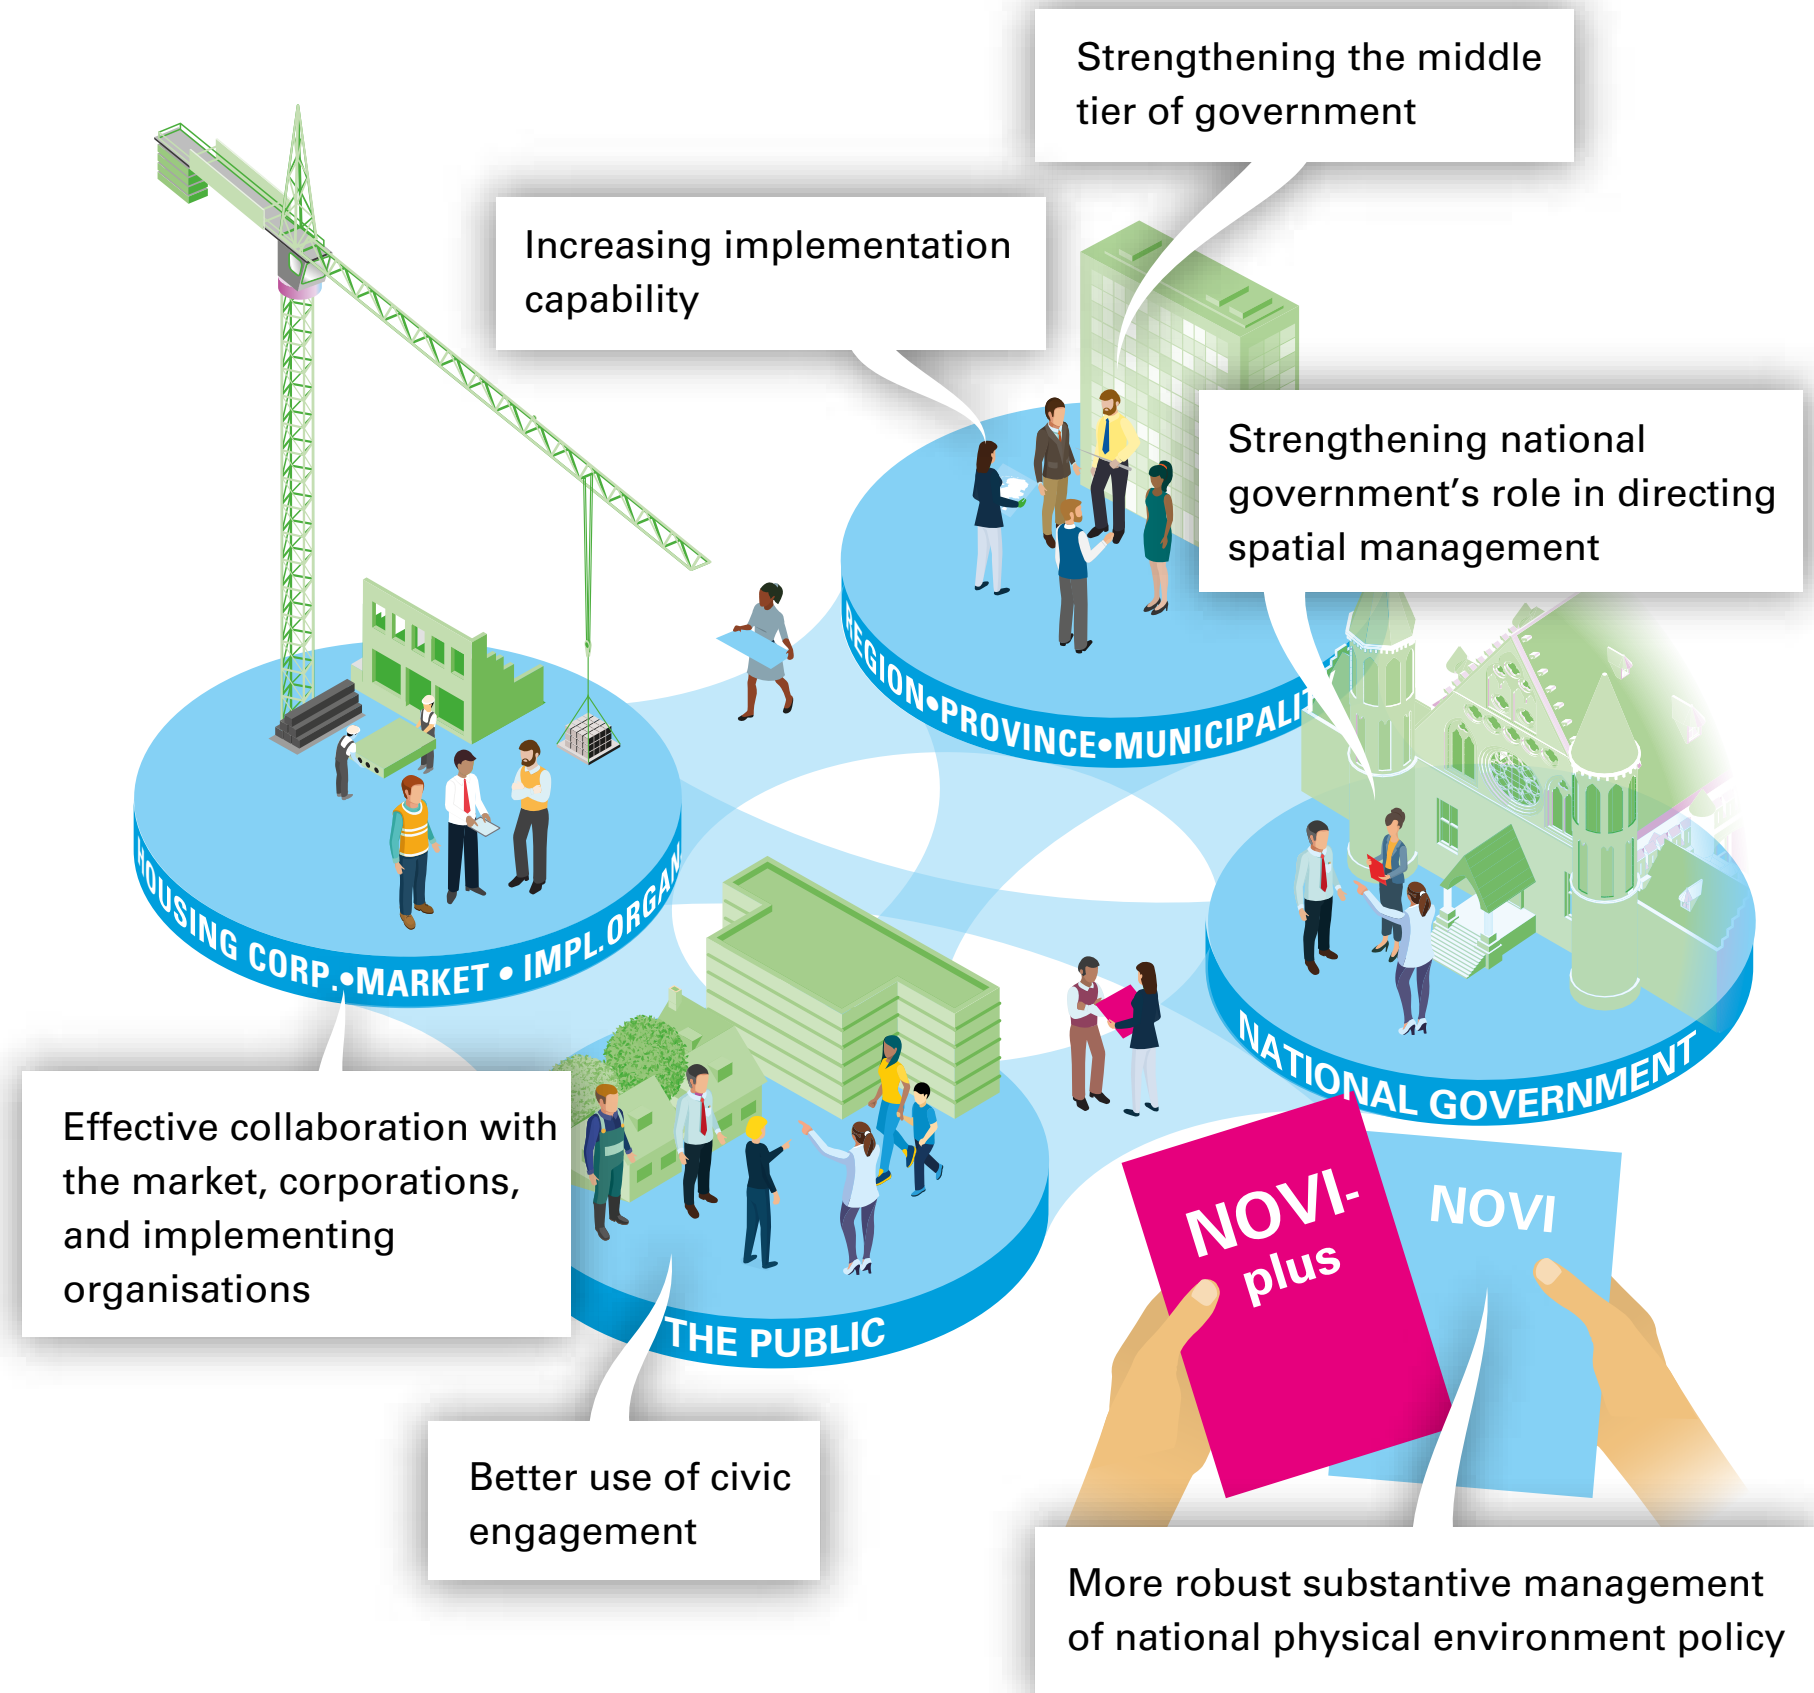 Strengthening the middle
tier of government
Increasing implementation
capability
Strengthening national
government’s role in directing
spatial management
REGION•PROVINCE•MUNICIPALIT
HOUSING CORP.•MARKET • IMPL.ORGAN
NATIONAL GOVERNMENT
Effective collaboration with
the market, corporations,
and implementing
organisations
THE PUBLIC
NOVI-
plus
NOVI
Better use of civic
engagement
More robust substantive management
of national physical environment policy